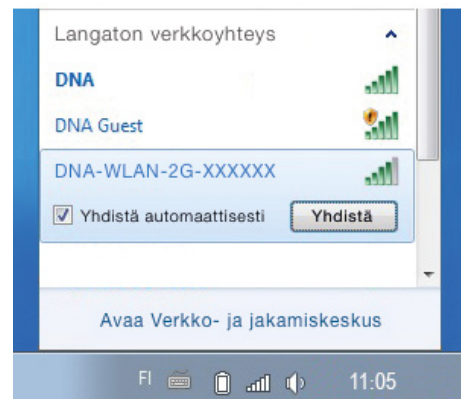 Langaton verkkoyhteys
DNA
DNA Guest
DNA-WLAN-2G-XXXXXX
Yhdistä automaattisesti Yhdistä
Avaa Verkko- ja jakamiskeskus
FI 11:05